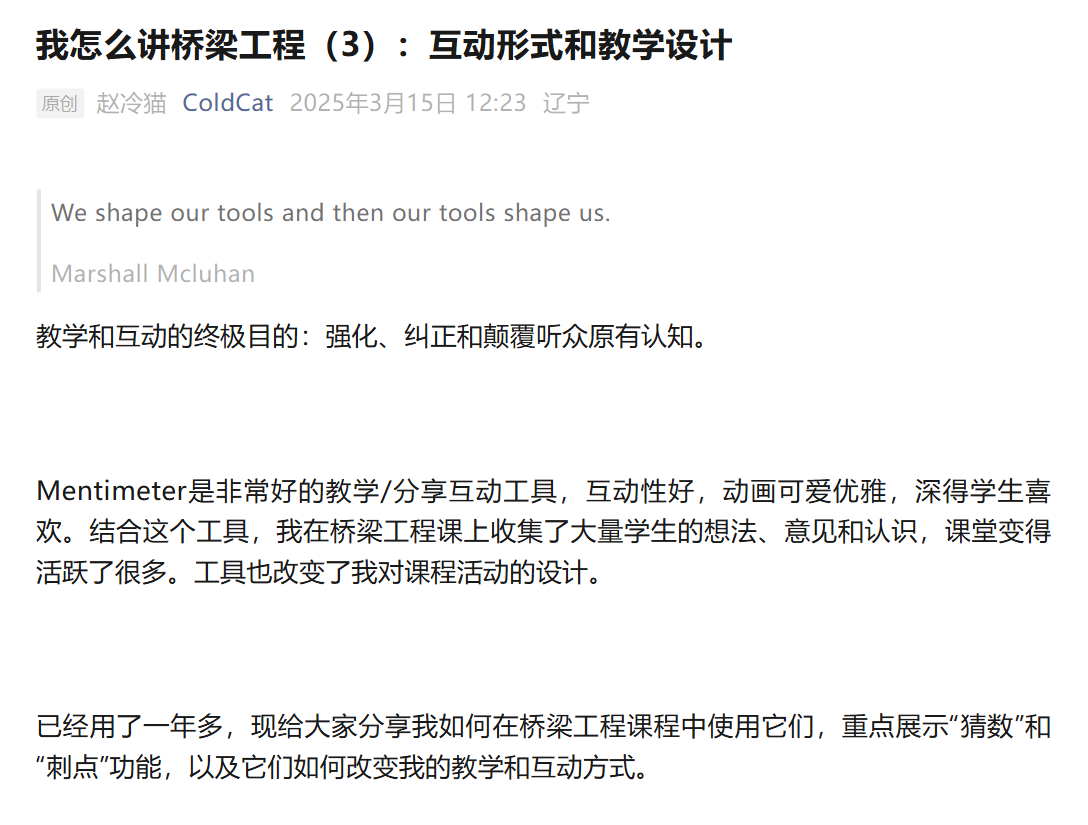 我怎么讲桥梁工程（3）：互动形式和教学设计
原创 赵冷猫 ColdCat 2025年3月15日 12:23 辽宁
We shape our tools and then our tools shape us.
Marshall Mcluhan
教学和互动的终极目的：强化、纠正和颠覆听众原有认知。
Mentimeter是非常好的教学/分享互动工具，互动性好，动画可爱优雅，深得学生喜
欢。结合这个工具，我在桥梁工程课上收集了大量学生的想法、意见和认识，课堂变得
活跃了很多。工具也改变了我对课程活动的设计。
已经用了一年多，现给大家分享我如何在桥梁工程课程中使用它们，重点展示“猜数”和
“刺点”功能，以及它们如何改变我的教学和互动方式。